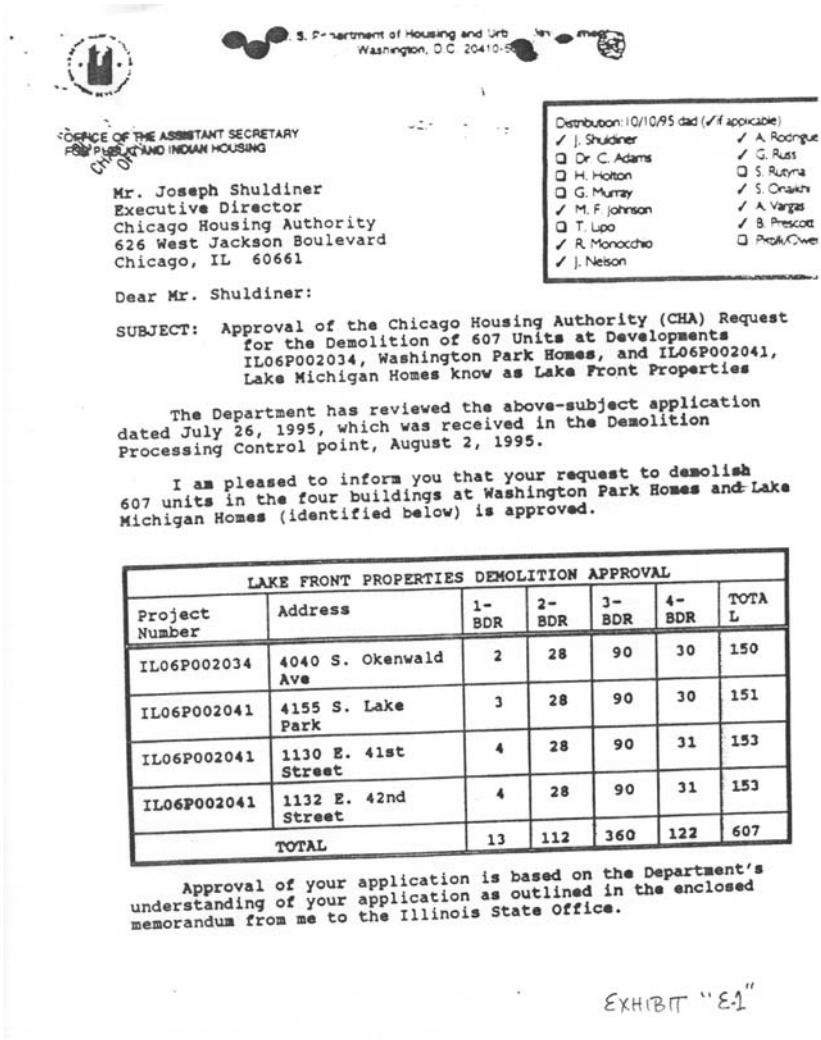 S. Department of Housing and Urb
Washington, D.C. 20410-5
OFFICE OF THE ASSISTANT SECRETARY
FOR PUBLIC AND INDIAN HOUSING
Distribution: 10/10/95 dad (✓if applicable)
✓ J. Shuldiner ✓ A. Rodrigue
☐ Dr. C. Adams ✓ G. Russ
☐ H. Holton ☐ S. Rutyna
☐ G. Murray ✓ S. Onaikhi
✓ M. F. Johnson ✓ A. Vargas
☐ T. Lipo ✓ B. Prescott
✓ R. Monocchio ☐
✓ J. Nelson
Mr. Joseph Shuldiner
Executive Director
Chicago Housing Authority
626 West Jackson Boulevard
Chicago, IL 60661
Dear Mr. Shuldiner:
SUBJECT: Approval of the Chicago Housing Authority (CHA) Request
for the Demolition of 607 Units at Developments
IL06P002034, Washington Park Homes, and IL06P002041,
Lake Michigan Homes know as Lake Front Properties
The Department has reviewed the above-subject application
dated July 26, 1995, which was received in the Demolition
Processing Control point, August 2, 1995.
I am pleased to inform you that your request to demolish
607 units in the four buildings at Washington Park Homes and Lake
Michigan Homes (identified below) is approved.
LAKE FRONT PROPERTIES DEMOLITION APPROVAL
Project Address 1- 2- 3- 4- TOTA
Number BDR BDR BDR BDR L
IL06P002034 4040 S. Okenwald 2 28 90 30 150
Ave
IL06P002041 4155 S. Lake 3 28 90 30 151
Park
IL06P002041 1130 E. 41st 4 28 90 31 153
Street
IL06P002041 1132 E. 42nd 4 28 90 31 153
Street
TOTAL 13 112 360 122 607
Approval of your application is based on the Department's
understanding of your application as outlined in the enclosed
memorandum from me to the Illinois State Office.
EXHIBIT "E-1"